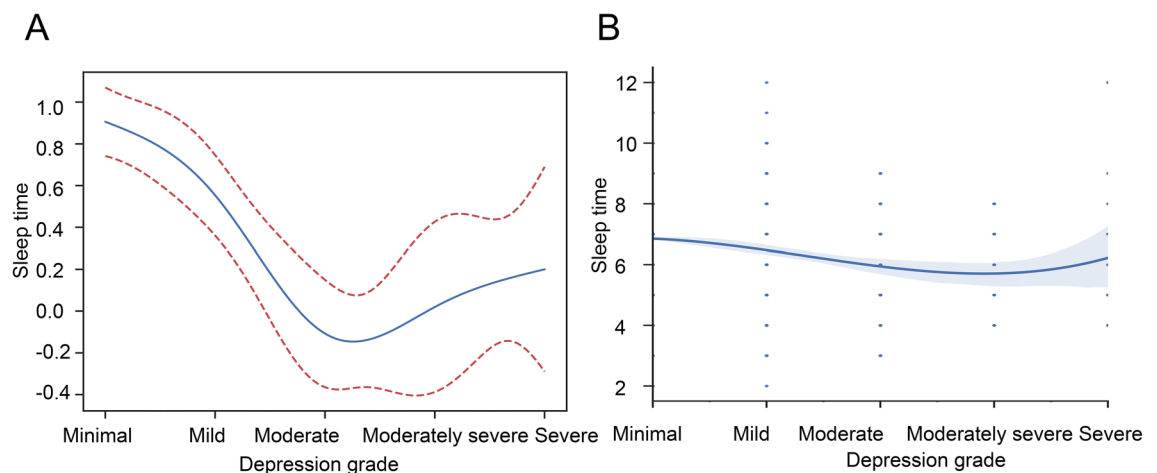 A
Sleep time
1.0
0.8
0.6
0.4
0.2
0.0
-0.2
-0.4
Minimal Mild Moderate Moderately severe Severe
Depression grade
B
Sleep time
12
10
8
6
4
2
Minimal Mild Moderate Moderately severe Severe
Depression grade